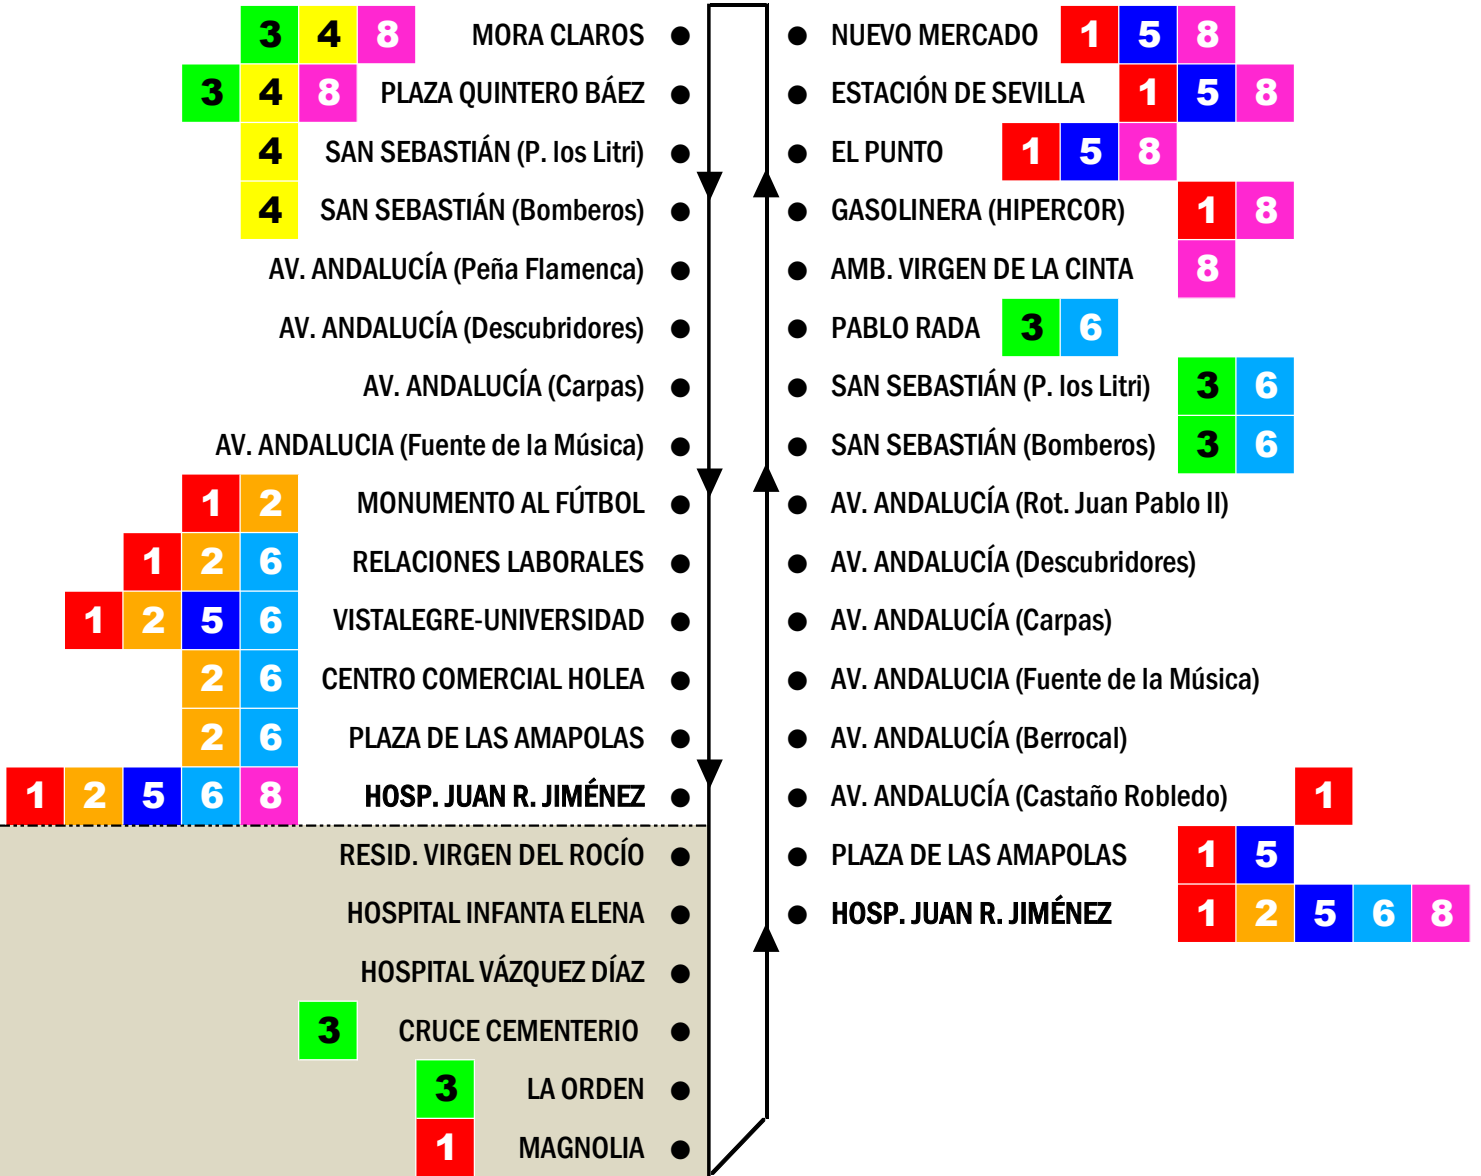 3 4 8 MORA CLAROS
3 4 8 PLAZA QUINTERO BÁEZ
4 SAN SEBASTIÁN (P. los Litri)
4 SAN SEBASTIÁN (Bomberos)
AV. ANDALUCÍA (Peña Flamenca)
AV. ANDALUCÍA (Descubridores)
AV. ANDALUCÍA (Carpas)
AV. ANDALUCIA (Fuente de la Música)
1 2 MONUMENTO AL FÚTBOL
1 2 6 RELACIONES LABORALES
1 2 5 6 VISTALEGRE-UNIVERSIDAD
2 6 CENTRO COMERCIAL HOLEA
2 6 PLAZA DE LAS AMAPOLAS
1 2 5 6 8 HOSP. JUAN R. JIMÉNEZ
RESID. VIRGEN DEL ROCÍO
HOSPITAL INFANTA ELENA
HOSPITAL VÁZQUEZ DÍAZ
3 CRUCE CEMENTERIO
3 LA ORDEN
1 MAGNOLIA
NUEVO MERCADO 1 5 8
ESTACIÓN DE SEVILLA 1 5 8
EL PUNTO 1 5 8
GASOLINERA (HIPERCOR) 1 8
AMB. VIRGEN DE LA CINTA 8
PABLO RADA 3 6
SAN SEBASTIÁN (P. los Litri) 3 6
SAN SEBASTIÁN (Bomberos) 3 6
AV. ANDALUCÍA (Rot. Juan Pablo II)
AV. ANDALUCÍA (Descubridores)
AV. ANDALUCÍA (Carpas)
AV. ANDALUCIA (Fuente de la Música)
AV. ANDALUCÍA (Berrocal)
AV. ANDALUCÍA (Castaño Robledo) 1
PLAZA DE LAS AMAPOLAS 1 5
HOSP. JUAN R. JIMÉNEZ 1 2 5 6 8